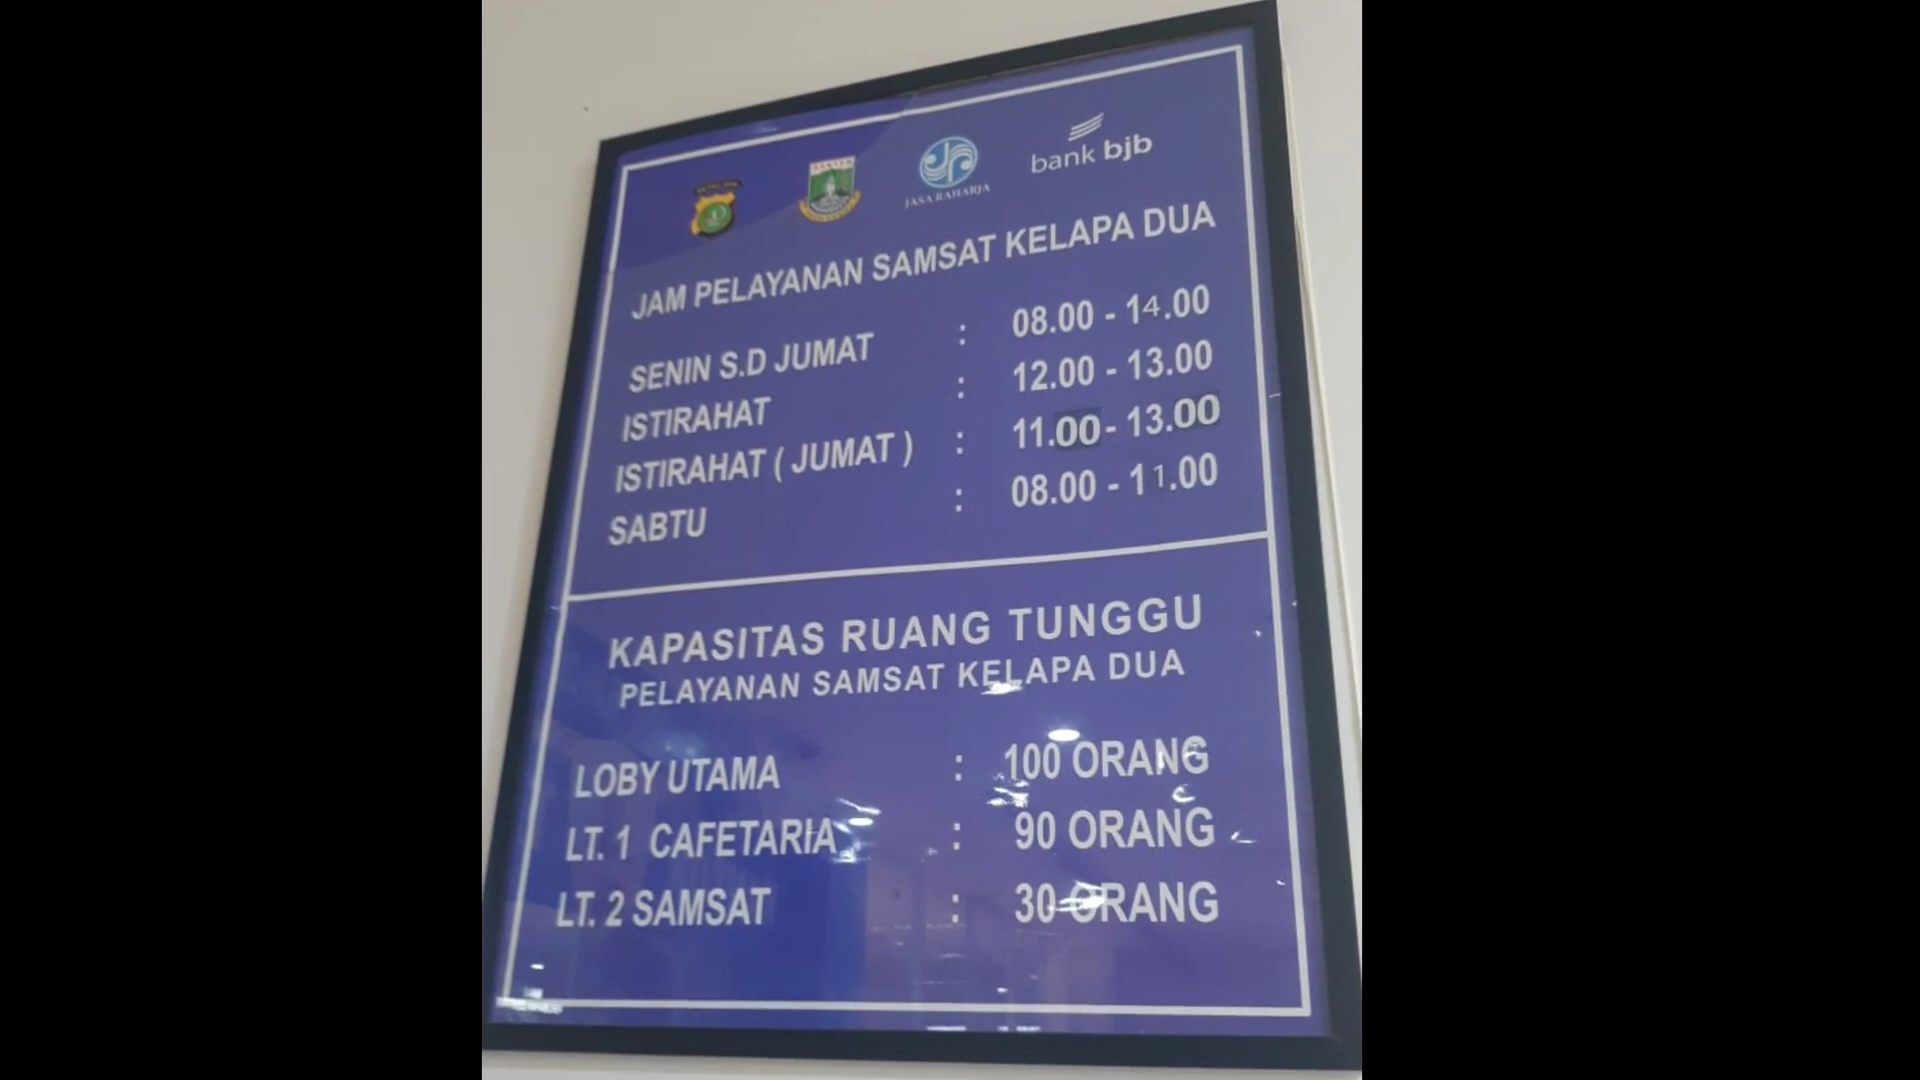 JASA RAHARJA
bank bjb
JAM PELAYANAN SAMSAT KELAPA DUA
SENIN S.D JUMAT : 08.00 - 14.00
ISTIRAHAT : 12.00 - 13.00
ISTIRAHAT ( JUMAT ) : 11.00 - 13.00
SABTU : 08.00 - 11.00
KAPASITAS RUANG TUNGGU
PELAYANAN SAMSAT KELAPA DUA
LOBY UTAMA : 100 ORANG
LT. 1 CAFETARIA : 90 ORANG
LT. 2 SAMSAT : 30 ORANG